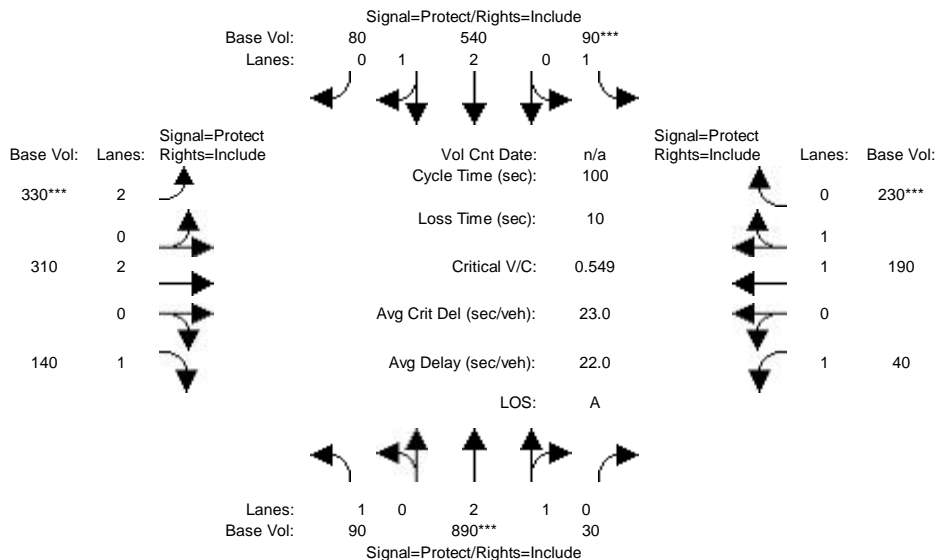 Signal=Protect/Rights=Include
Base Vol: 80 540 90***
Lanes: 0 1 2 0 1
Signal=Protect
Rights=Include
Base Vol: Lanes:
330*** 2
0
310 2
0
140 1
Vol Cnt Date: n/a
Cycle Time (sec): 100
Loss Time (sec): 10
Critical V/C: 0.549
Avg Crit Del (sec/veh): 23.0
Avg Delay (sec/veh): 22.0
LOS: A
Signal=Protect
Rights=Include
Lanes: Base Vol:
0 230***
1
1 190
0
1 40
Lanes: 1 0 2 1 0
Base Vol: 90 890*** 30
Signal=Protect/Rights=Include